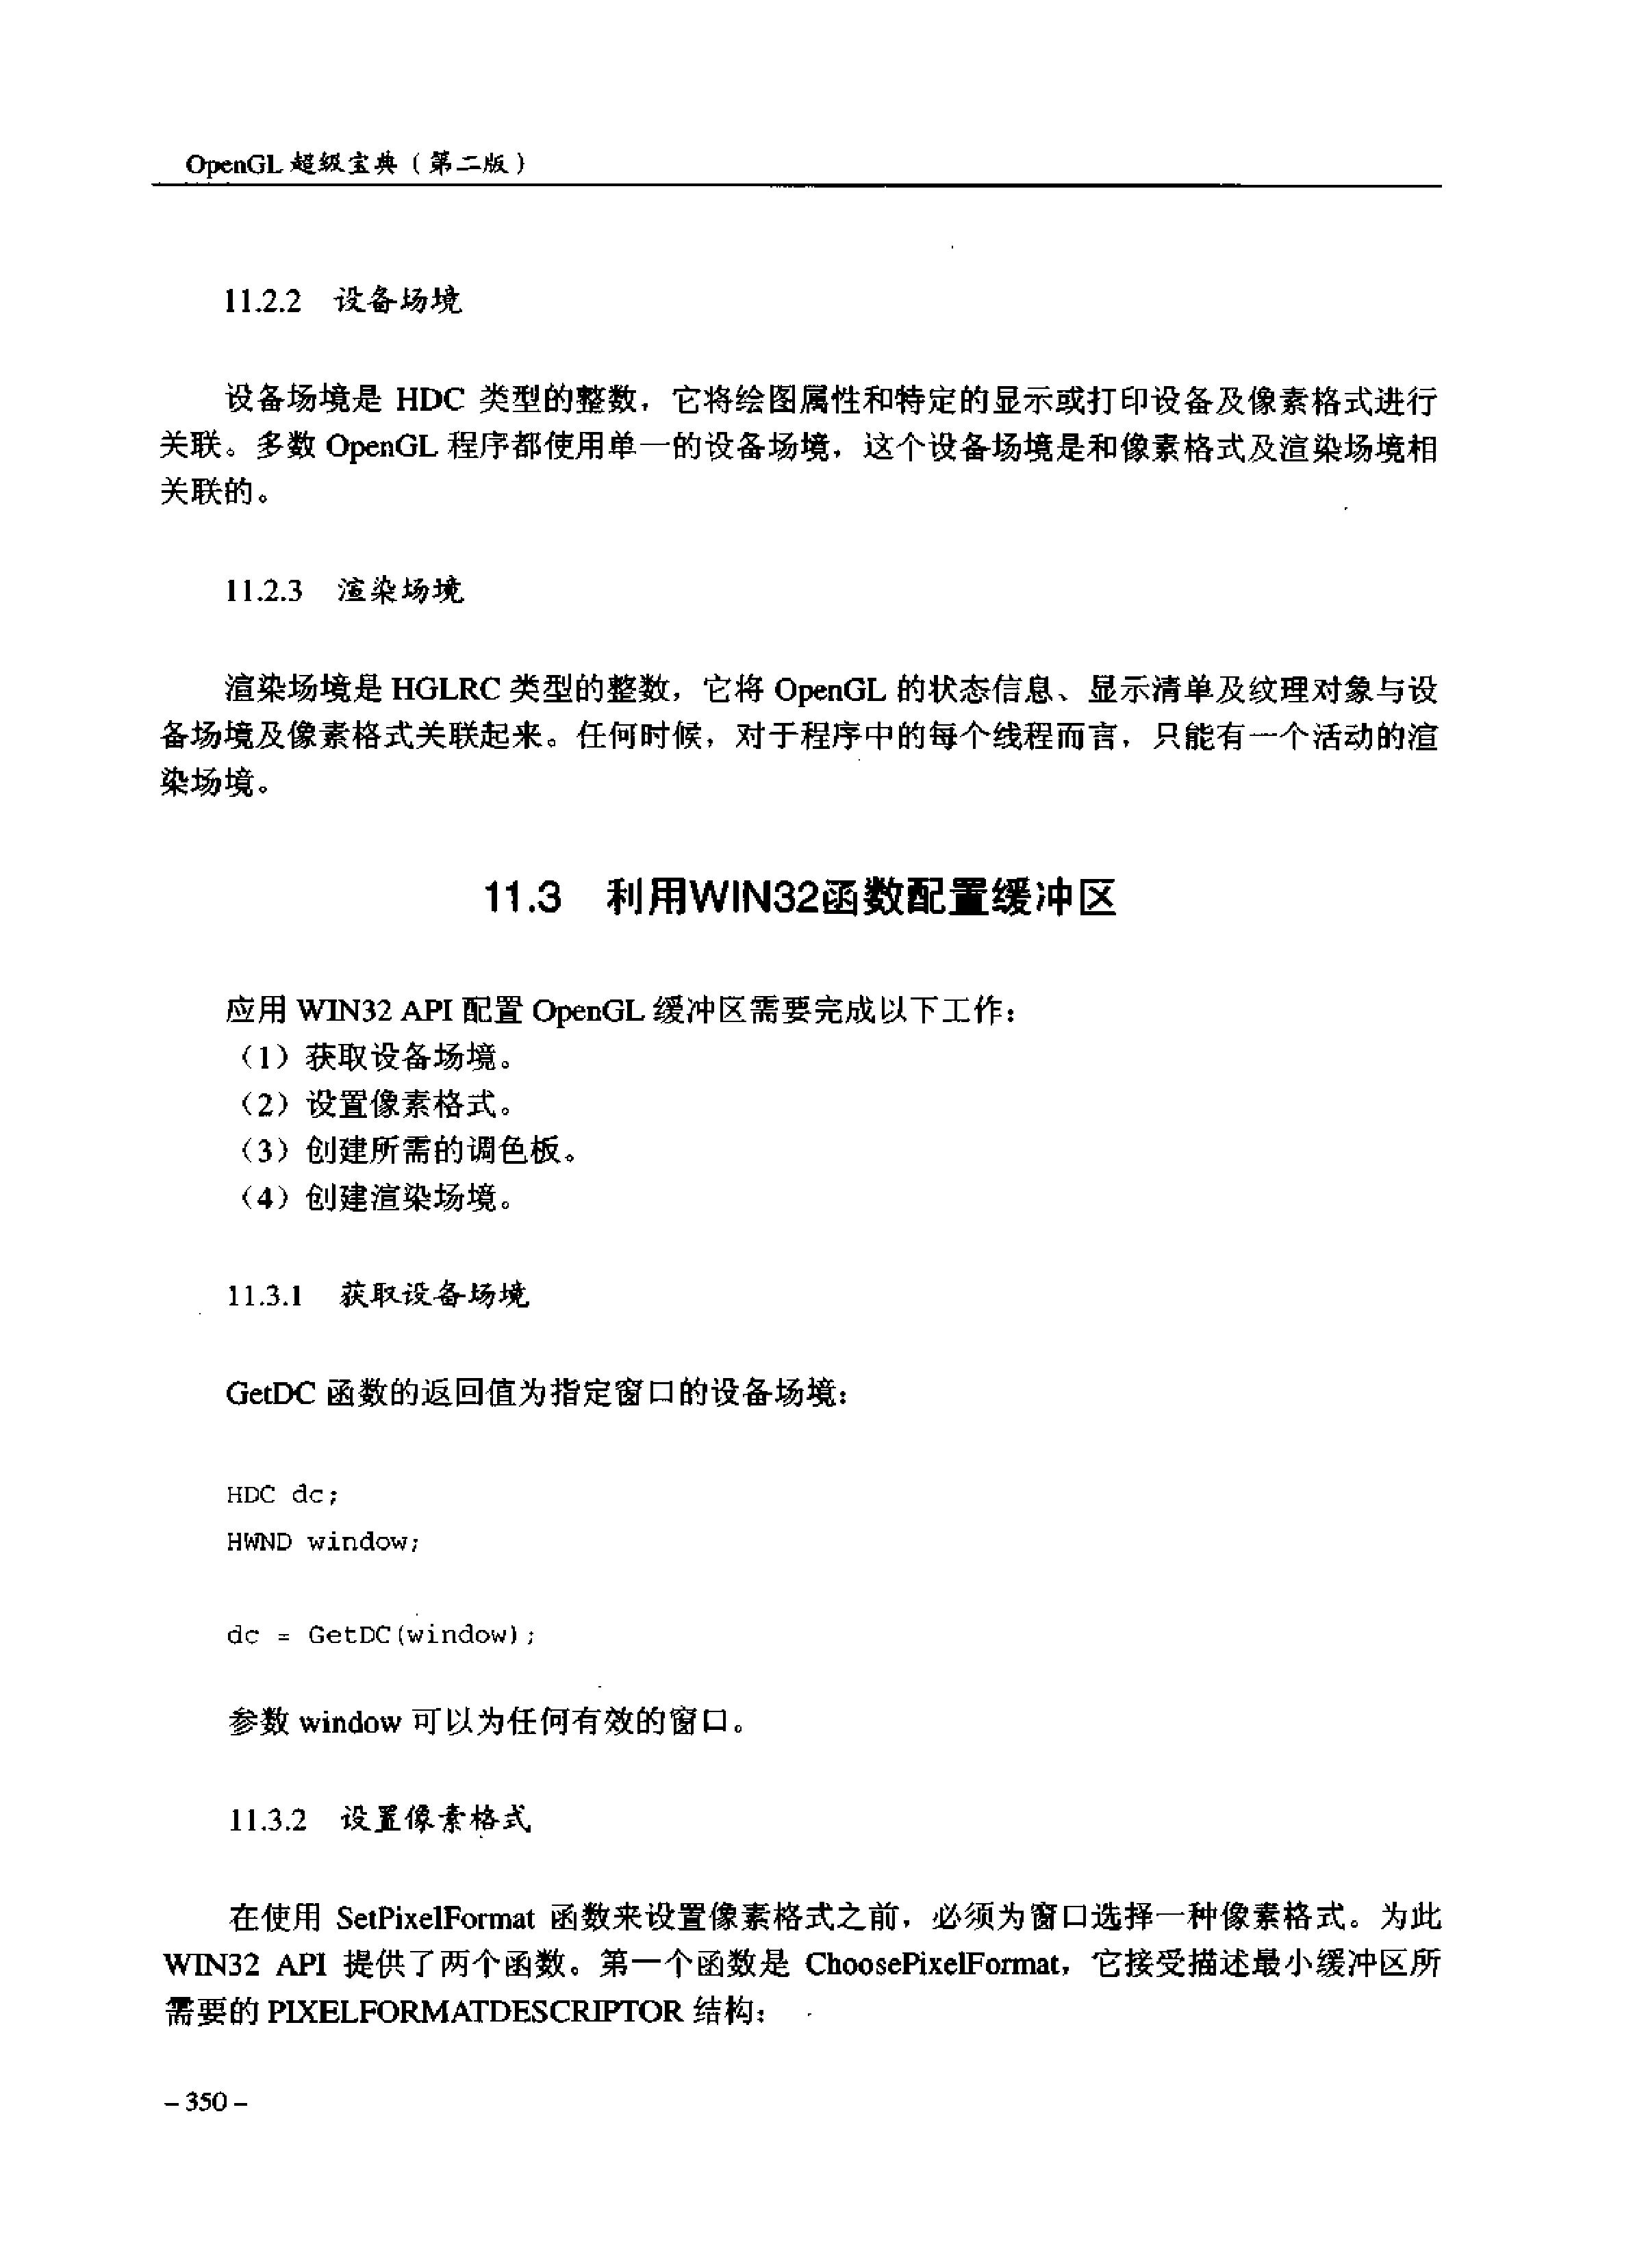 OpenGL 超级宝典（第二版）
11.2.2 设备场境
设备场境是 HDC 类型的整数，它将绘图属性和特定的显示或打印设备及像素格式进行
关联。多数 OpenGL 程序都使用单一的设备场境，这个设备场境是和像素格式及渲染场境相
关联的。
11.2.3 渲染场境
渲染场境是 HGLRC 类型的整数，它将 OpenGL 的状态信息、显示清单及纹理对象与设
备场境及像素格式关联起来。任何时候，对于程序中的每个线程而言，只能有一个活动的渲
染场境。
11.3 利用WIN32函数配置缓冲区
应用 WIN32 API 配置 OpenGL 缓冲区需要完成以下工作：
（1）获取设备场境。
（2）设置像素格式。
（3）创建所需的调色板。
（4）创建渲染场境。
11.3.1 获取设备场境
GetDC 函数的返回值为指定窗口的设备场境：
HDC dc;
HWND window;
dc = GetDC(window);
参数 window 可以为任何有效的窗口。
11.3.2 设置像素格式
在使用 SetPixelFormat 函数来设置像素格式之前，必须为窗口选择一种像素格式。为此
WIN32 API 提供了两个函数。第一个函数是 ChoosePixelFormat，它接受描述最小缓冲区所
需要的 PIXELFORMATDESCRIPTOR 结构：
– 350 –